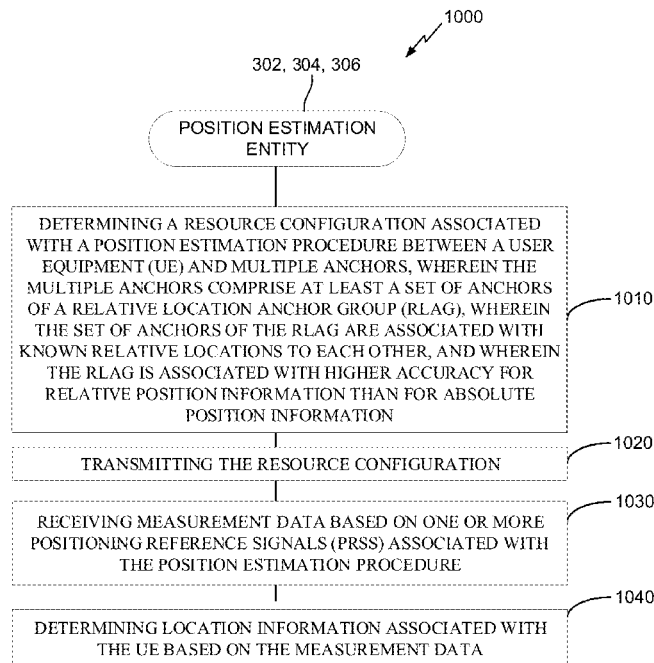 1000
302, 304, 306
POSITION ESTIMATION
ENTITY
DETERMINING A RESOURCE CONFIGURATION ASSOCIATED
WITH A POSITION ESTIMATION PROCEDURE BETWEEN A USER
EQUIPMENT (UE) AND MULTIPLE ANCHORS, WHEREIN THE
MULTIPLE ANCHORS COMPRISE AT LEAST A SET OF ANCHORS
OF A RELATIVE LOCATION ANCHOR GROUP (RLAG), WHEREIN
THE SET OF ANCHORS OF THE RLAG ARE ASSOCIATED WITH
KNOWN RELATIVE LOCATIONS TO EACH OTHER, AND WHEREIN
THE RLAG IS ASSOCIATED WITH HIGHER ACCURACY FOR
RELATIVE POSITION INFORMATION THAN FOR ABSOLUTE
POSITION INFORMATION
1010
TRANSMITTING THE RESOURCE CONFIGURATION
1020
RECEIVING MEASUREMENT DATA BASED ON ONE OR MORE
POSITIONING REFERENCE SIGNALS (PRSS) ASSOCIATED WITH
THE POSITION ESTIMATION PROCEDURE
1030
DETERMINING LOCATION INFORMATION ASSOCIATED WITH
THE UE BASED ON THE MEASUREMENT DATA
1040